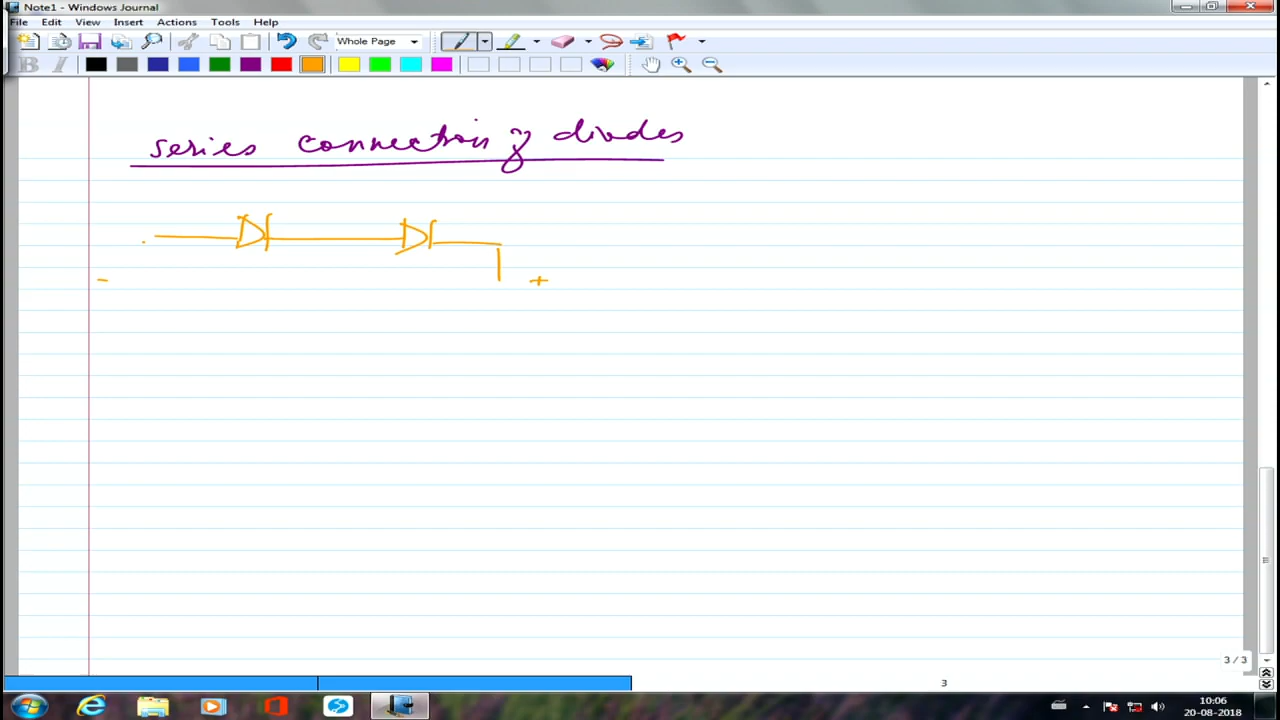 Note1 - Windows Journal
File Edit View Insert Actions Tools Help
Whole Page
B I
series connection of diodes
- +
3 / 3
3
10:06
20-08-2018